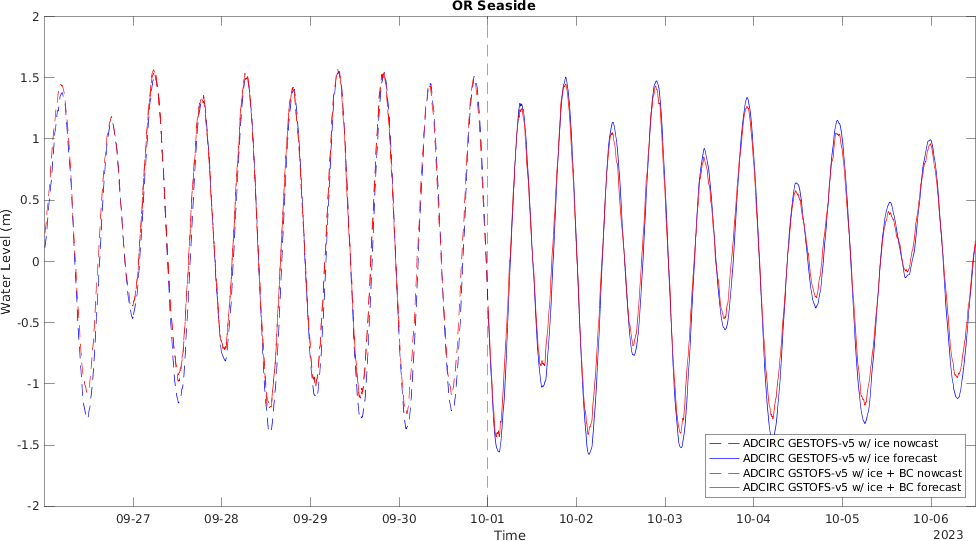 OR Seaside
2
1.5
1
0.5
0
-0.5
-1
-1.5
-2
Water Level (m)
09-27 09-28 09-29 09-30 10-01 10-02 10-03 10-04 10-05 10-06
Time
2023
ADCIRC GESTOFS-v5 w/ ice nowcast
ADCIRC GESTOFS-v5 w/ ice forecast
ADCIRC GSTOFS-v5 w/ ice + BC nowcast
ADCIRC GSTOFS-v5 w/ ice + BC forecast